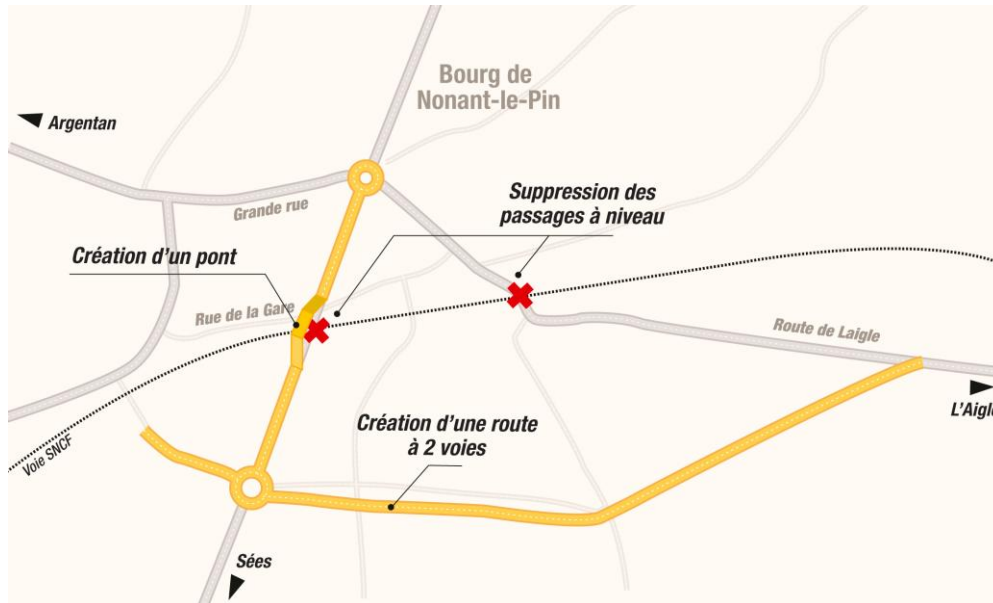 Bourg de
Nonant-le-Pin
Argentan
Suppression des
passages à niveau
Grande rue
Création d'un pont
Rue de la Gare
Route de Laigle
L'Aigle
Création d'une route
à 2 voies
Voie SNCF
Sées